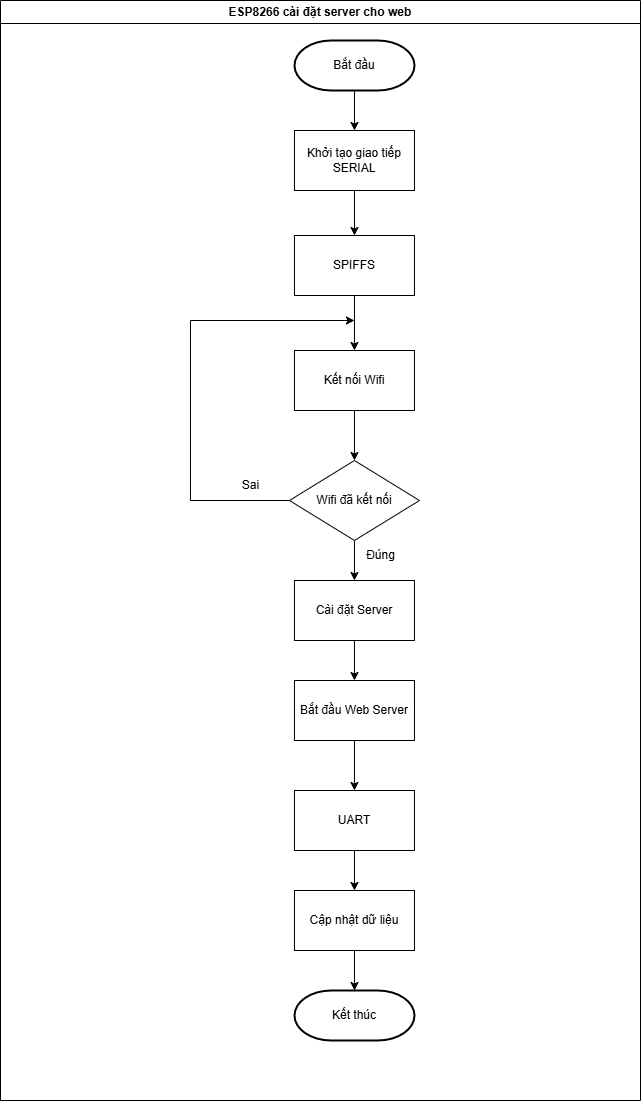 ESP8266 cài đặt server cho web
Bắt đầu
Khởi tạo giao tiếp
SERIAL
SPIFFS
Kết nối Wifi
Wifi đã kết nối
Sai
Đúng
Cài đặt Server
Bắt đầu Web Server
UART
Cập nhật dữ liệu
Kết thúc